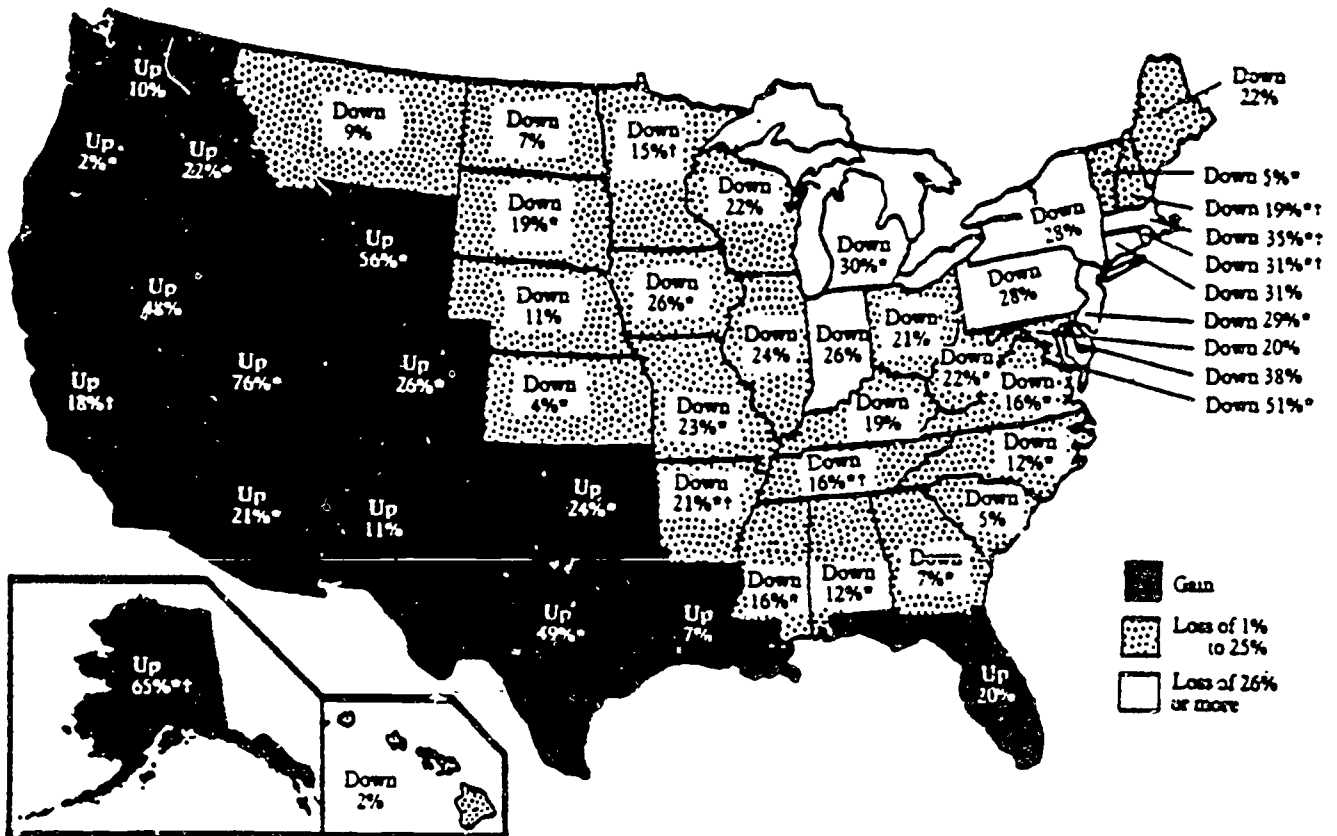 Up
10%
Up
2%*
Up
22%*
Down
9%
Down
7%
Down
15%†
Down
22%
Down
19%*
Down
22%
Up
56%*
Down
30%*
Down
28%
Down 5%*
Down 19%*†
Down 35%*†
Down 31%*†
Down 31%
Down 29%*
Down 20%
Down 38%
Down 51%*
Up
48%
Down
11%
Down
26%*
Down
24%
Down
26%
Down
21%
Down
28%
Up
18%†
Up
76%*
Up
26%*
Down
4%*
Down
23%*
Down
19%
Down
22%*
Down
16%*
Up
21%*
Up
11%
Up
24%*
Down
21%*†
Down
16%*†
Down
12%*
Down
5%
Up
49%*
Up
7%
Down
16%*
Down
12%*
Down
7%*
Up
20%
Up
65%*†
Down
2%
Gain
Loss of 1%
to 25%
Loss of 26%
or more